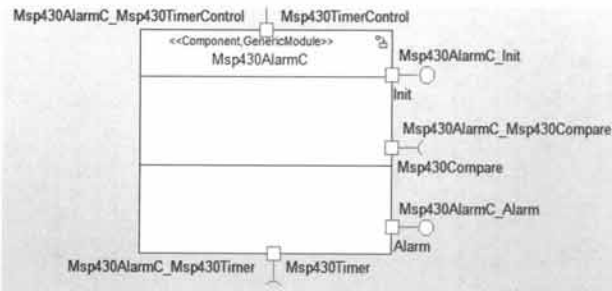 Msp430AlarmC_Msp430TimerControl Msp430TimerControl
<<Component,GenericModule>>
Msp430AlarmC
Msp430AlarmC_Init
Init
Msp430AlarmC_Msp430Compare
Msp430Compare
Msp430AlarmC_Alarm
Alarm
Msp430AlarmC_Msp430Timer Msp430Timer